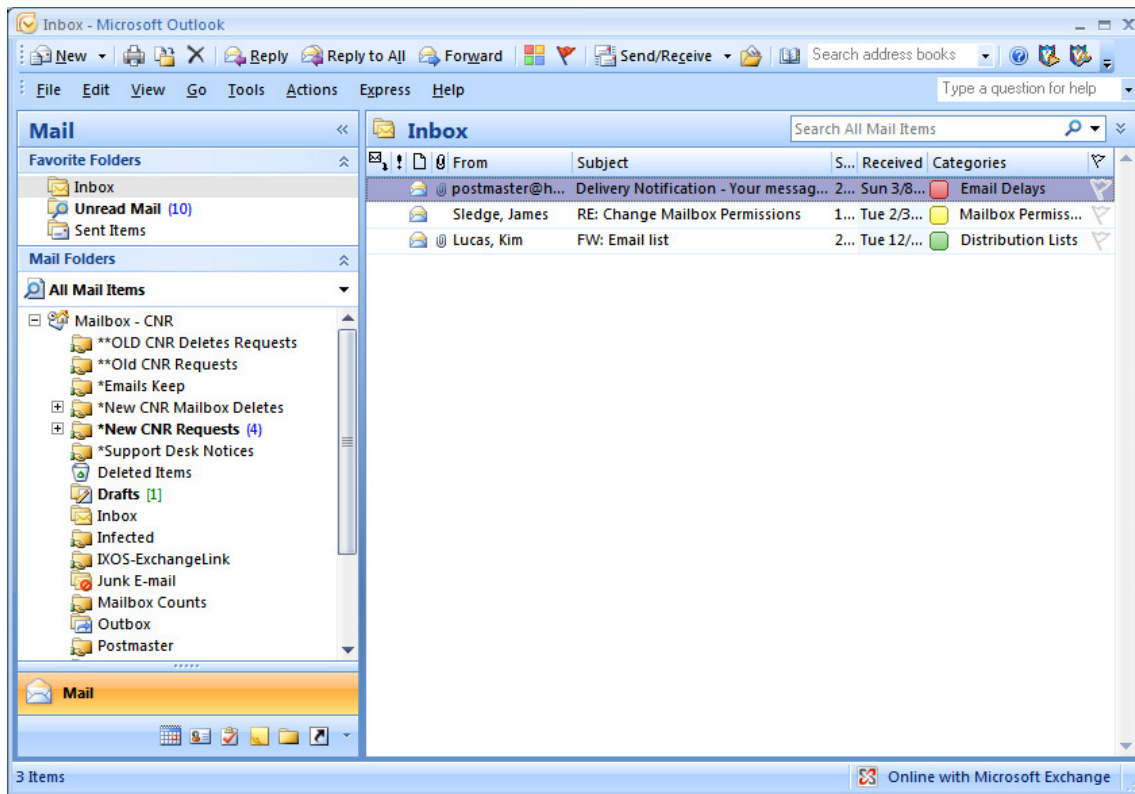 Inbox - Microsoft Outlook
New Reply Reply to All Forward Send/Receive Search address books
File Edit View Go Tools Actions Express Help Type a question for help
Mail
Inbox Search All Mail Items
Favorite Folders
From Subject S... Received Categories
Inbox
postmaster@h... Delivery Notification - Your messag... 2... Sun 3/8... Email Delays
Unread Mail (10)
Sledge, James RE: Change Mailbox Permissions 1... Tue 2/3... Mailbox Permiss...
Sent Items
Lucas, Kim FW: Email list 2... Tue 12/... Distribution Lists
Mail Folders
All Mail Items
Mailbox - CNR
**OLD CNR Deletes Requests
**Old CNR Requests
*Emails Keep
*New CNR Mailbox Deletes
*New CNR Requests (4)
*Support Desk Notices
Deleted Items
Drafts [1]
Inbox
Infected
IXOS-ExchangeLink
Junk E-mail
Mailbox Counts
Outbox
Postmaster
Mail
3 Items Online with Microsoft Exchange